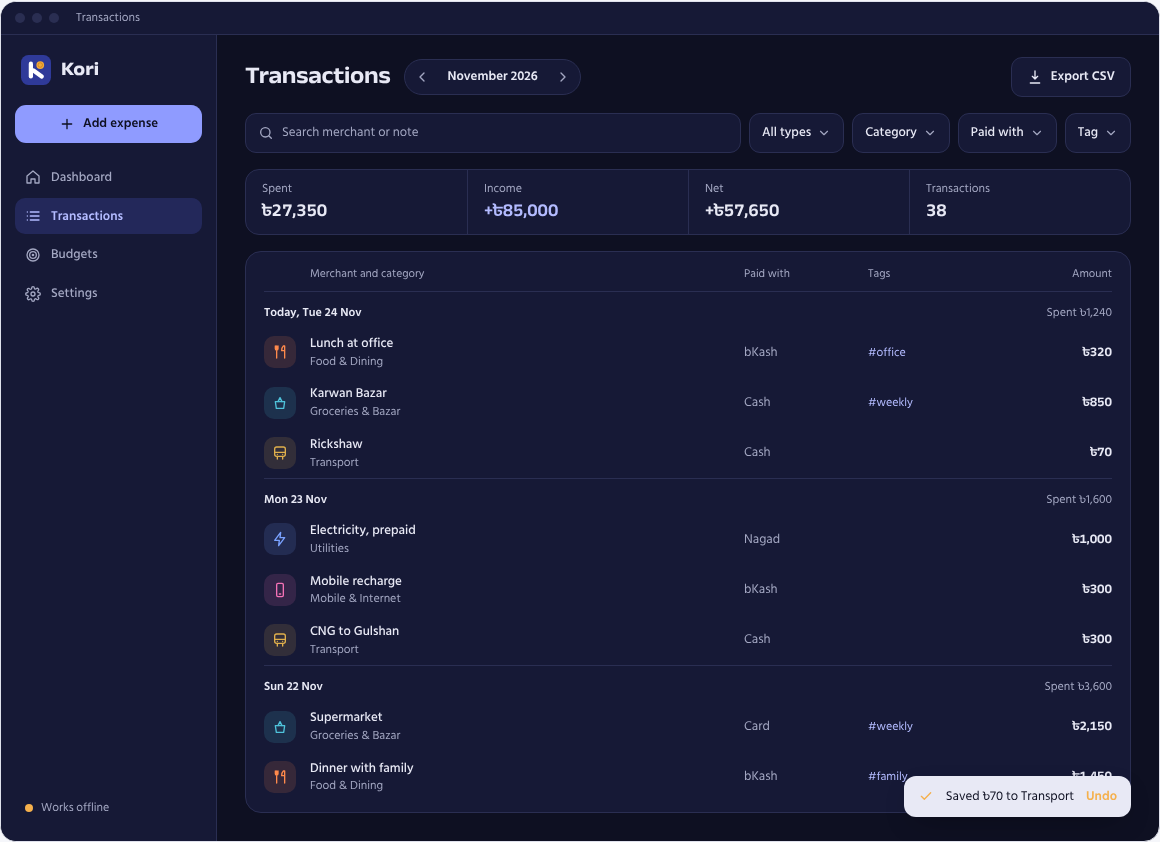 Transactions
Kori
Add expense
Dashboard
Transactions
Budgets
Settings
Works offline
Transactions
November 2026
Export CSV
Search merchant or note
All types
Category
Paid with
Tag
Spent
৳27,350
Income
+৳85,000
Net
+৳57,650
Transactions
38
Merchant and category
Paid with
Tags
Amount
Today, Tue 24 Nov
Spent ৳1,240
Lunch at office
Food & Dining
bKash
#office
৳320
Karwan Bazar
Groceries & Bazar
Cash
#weekly
৳850
Rickshaw
Transport
Cash
৳70
Mon 23 Nov
Spent ৳1,600
Electricity, prepaid
Utilities
Nagad
৳1,000
Mobile recharge
Mobile & Internet
bKash
৳300
CNG to Gulshan
Transport
Cash
৳300
Sun 22 Nov
Spent ৳3,600
Supermarket
Groceries & Bazar
Card
#weekly
৳2,150
Dinner with family
Food & Dining
bKash
#family
৳1,450
Saved ৳70 to Transport
Undo